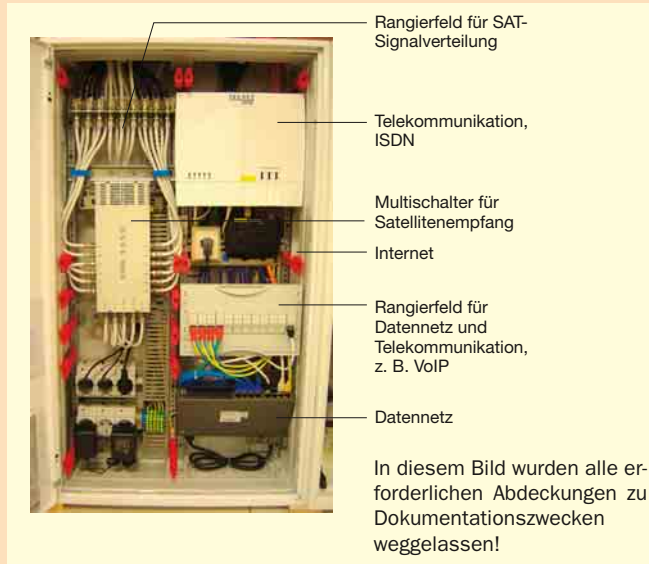 Rangierfeld für SAT-
Signalverteilung
Telekommunikation,
ISDN
Multischalter für
Satellitenempfang
Internet
Rangierfeld für
Datennetz und
Telekommunikation,
z. B. VoIP
Datennetz
In diesem Bild wurden alle er-
forderlichen Abdeckungen zu
Dokumentationszwecken
weggelassen!